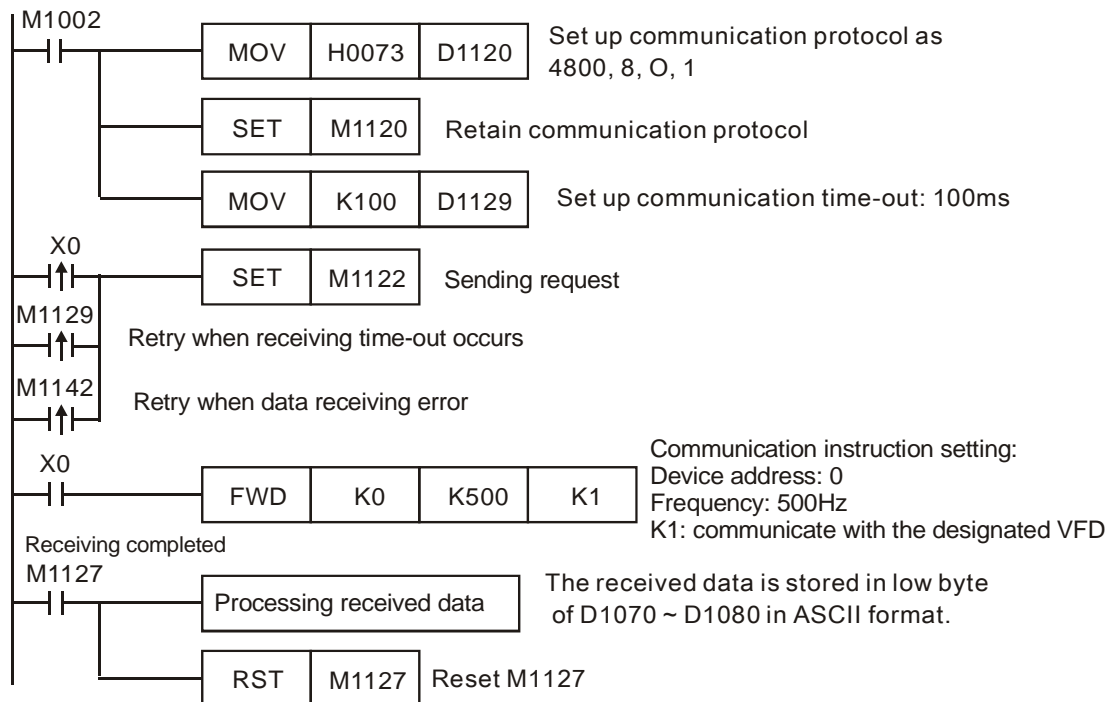 M1002
MOV H0073 D1120 Set up communication protocol as
4800, 8, O, 1
SET M1120 Retain communication protocol
MOV K100 D1129 Set up communication time-out: 100ms
X0
SET M1122 Sending request
M1129
Retry when receiving time-out occurs
M1142
Retry when data receiving error
X0
FWD K0 K500 K1
Communication instruction setting:
Device address: 0
Frequency: 500Hz
K1: communicate with the designated VFD
Receiving completed
M1127
Processing received data
The received data is stored in low byte
of D1070 ~ D1080 in ASCII format.
RST M1127 Reset M1127